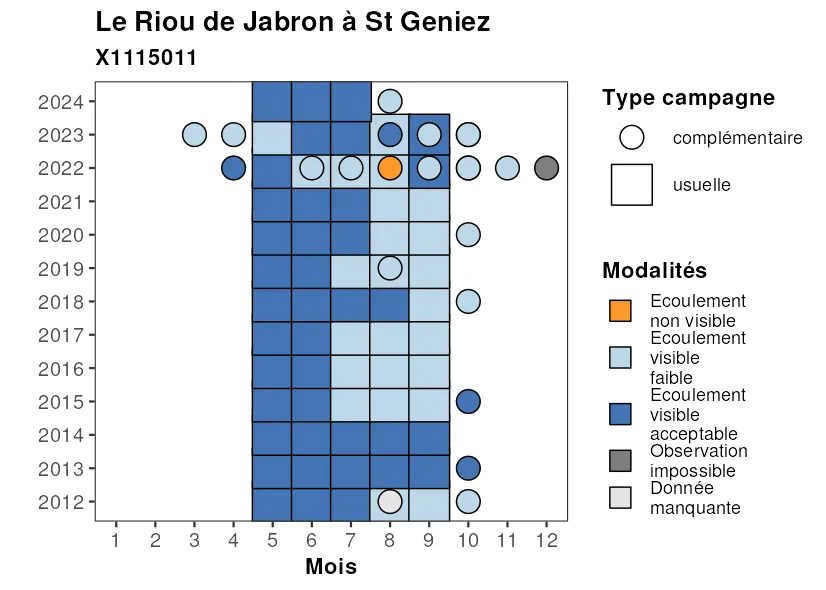 Le Riou de Jabron à St Geniez
X1115011
2024
2023
2022
2021
2020
2019
2018
2017
2016
2015
2014
2013
2012
1 2 3 4 5 6 7 8 9 10 11 12
Mois
Type campagne
complémentaire
usuelle
Modalités
Ecoulement
non visible
Ecoulement
visible
faible
Ecoulement
visible
acceptable
Observation
impossible
Donnée
manquante